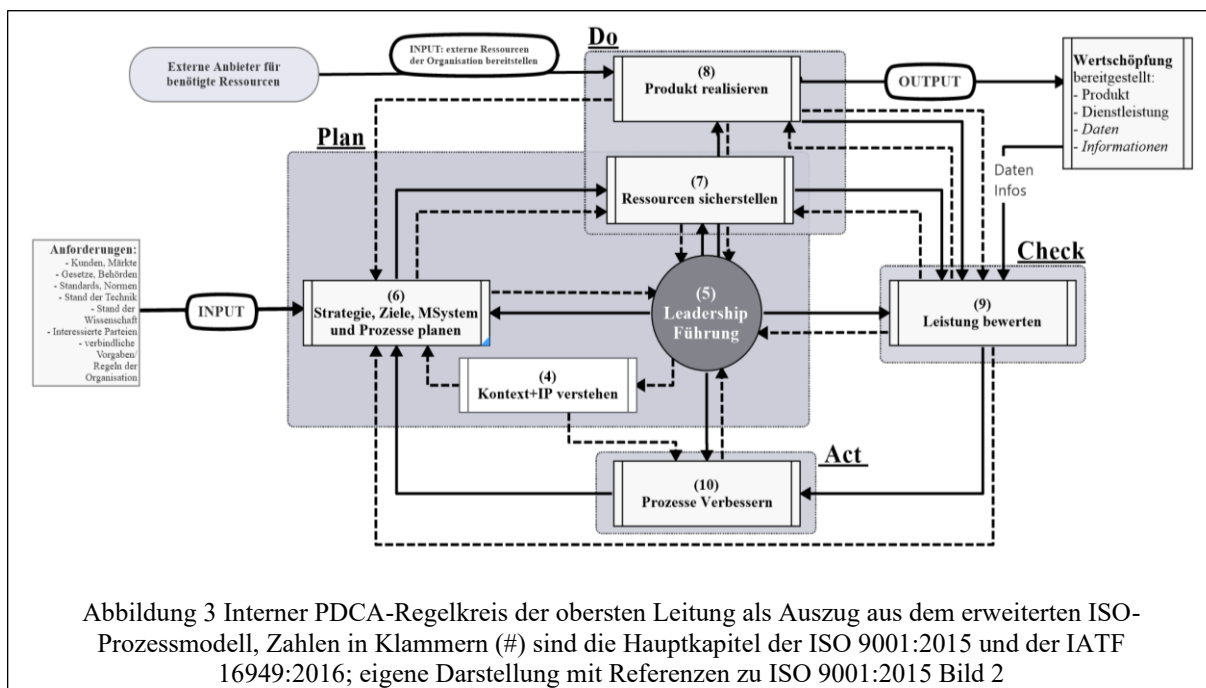 Do
INPUT: externe Ressourcen
der Organisation bereitstellen
Externe Anbieter für
benötigte Ressourcen
(8)
Produkt realisieren
OUTPUT
Wertschöpfung
bereitgestellt:
- Produkt
- Dienstleistung
- Daten
- Informationen
Plan
(7)
Ressourcen sicherstellen
Daten
Infos
Check
Anforderungen:
- Kunden, Märkte
- Gesetze, Behörden
- Standards, Normen
- Stand der Technik
- Stand der
Wissenschaft
- Interessierte Parteien
- verbindliche
Vorgaben/
Regeln der
Organisation
INPUT
(6)
Strategie, Ziele, MSystem
und Prozesse planen
(5)
Leadership
Führung
(9)
Leistung bewerten
(4)
Kontext+IP verstehen
Act
(10)
Prozesse Verbessern
Abbildung 3 Interner PDCA-Regelkreis der obersten Leitung als Auszug aus dem erweiterten ISO-
Prozessmodell, Zahlen in Klammern (#) sind die Hauptkapitel der ISO 9001:2015 und der IATF
16949:2016; eigene Darstellung mit Referenzen zu ISO 9001:2015 Bild 2